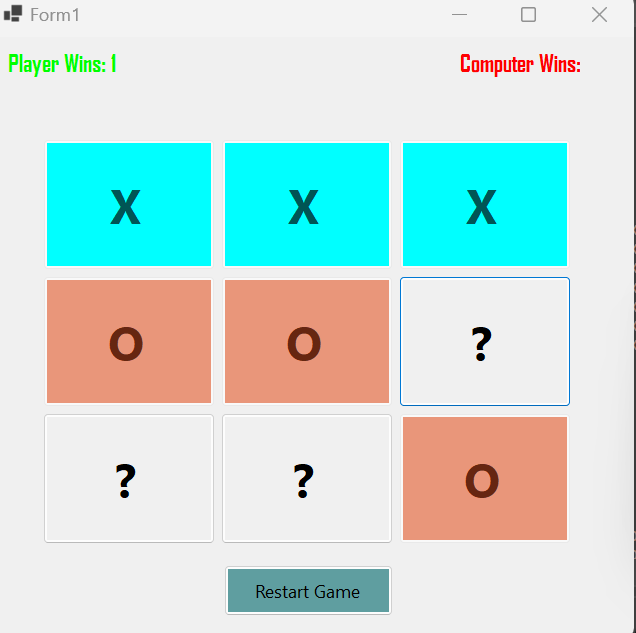 Form1
Player Wins: 1 Computer Wins:
X X X
O O ?
? ? O
Restart Game